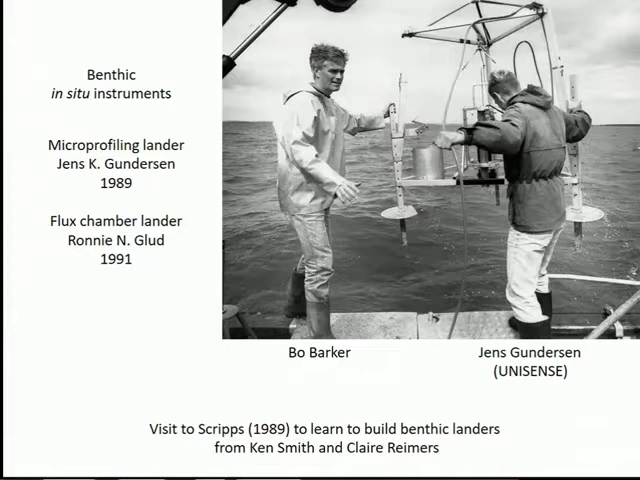 Benthic
in situ instruments
Microprofiling lander
Jens K. Gundersen
1989
Flux chamber lander
Ronnie N. Glud
1991
Bo Barker
Jens Gundersen
(UNISENSE)
Visit to Scripps (1989) to learn to build benthic landers
from Ken Smith and Claire Reimers